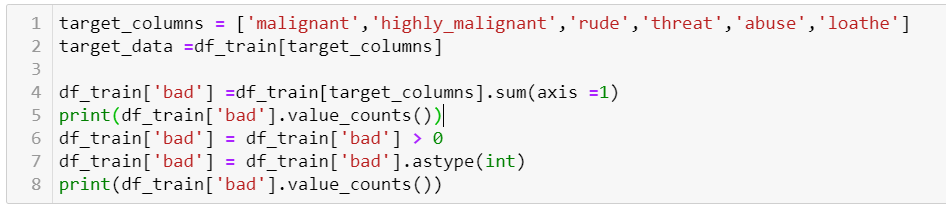 1 target_columns = ['malignant','highly_malignant','rude','threat','abuse','loathe']
2 target_data =df_train[target_columns]
3
4 df_train['bad'] =df_train[target_columns].sum(axis =1)
5 print(df_train['bad'].value_counts())
6 df_train['bad'] = df_train['bad'] > 0
7 df_train['bad'] = df_train['bad'].astype(int)
8 print(df_train['bad'].value_counts())